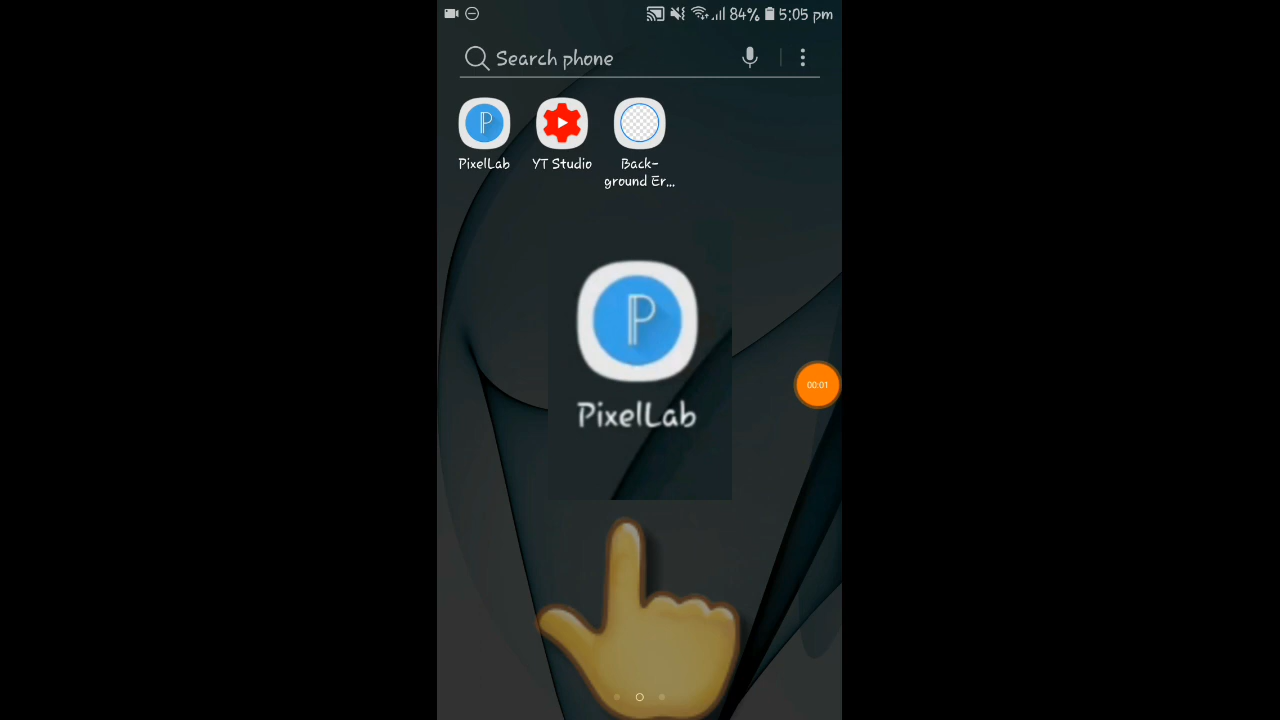 84% 5:05 pm
Search phone
PixelLab YT Studio Back-
ground Er...
P
PixelLab
00:01